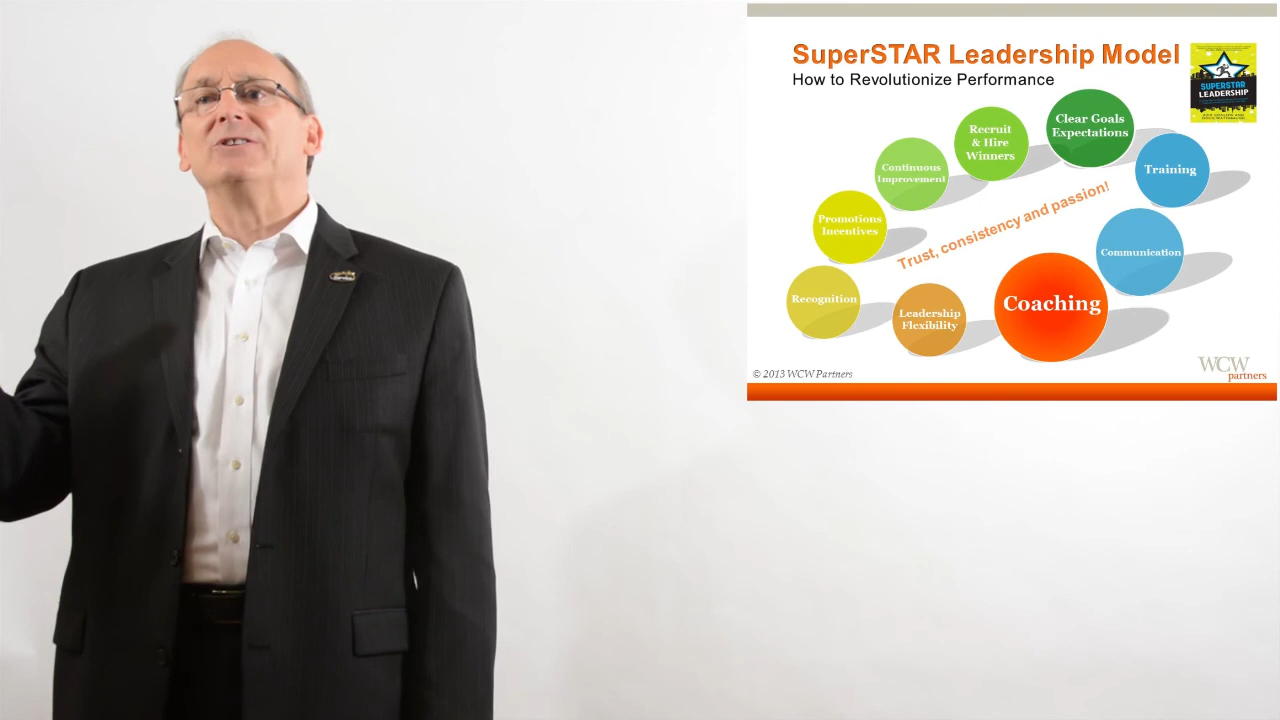 SuperSTAR Leadership Model
How to Revolutionize Performance
SUPERSTAR
LEADERSHIP
Clear Goals
Expectations
Recruit
& Hire
Winners
Training
Continuous
Improvement
Trust, consistency and passion!
Promotions
Incentives
Communication
Recognition
Coaching
Leadership
Flexibility
© 2013 WCW Partners
WCW
partners